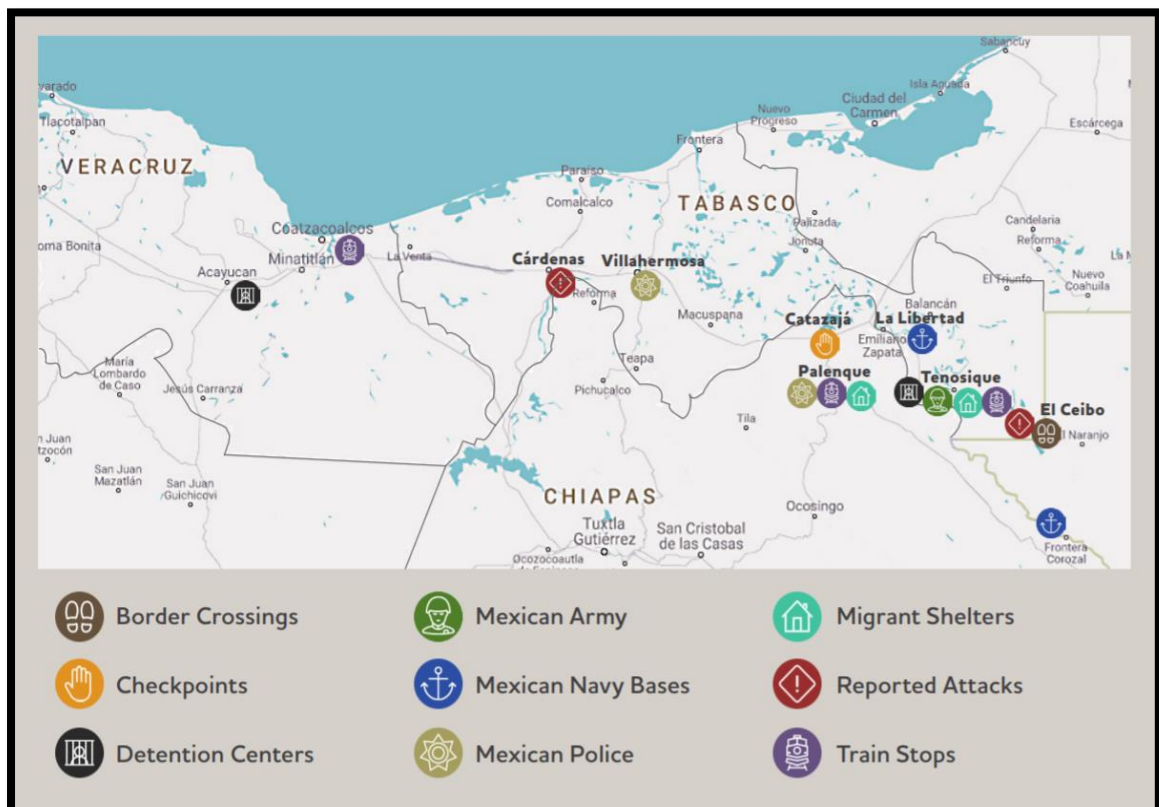 Sabancuy
Isla Aguada
Ciudad del
Carmen
Nuevo
Progreso
Escárcega
varado
Tlacotalpan
Frontera
VERACRUZ
Paraíso
Comalcalco
TABASCO
Palizada
Candelaria
Reforma
Jonuta
Coatzacoalcos
oma Bonita
Minatitlán
La Venta
Cárdenas
Villahermosa
Acayucan
Reforma
El Triunfo
Nuevo
Coahuila
Macuspana
Balancán
Catazajá
La Libertad
Emiliano
Zapata
María
Lombardo
de Caso
Jesús Carranza
Teapa
Pichucalco
Palenque
Tenosique
El Ceibo
Tila
l Naranjo
n Juan
tzocón
San Juan
Mazatlán
San Juan
Guichicovi
CHIAPAS
Ocosingo
Tuxtla
Gutiérrez
San Cristobal
de las Casas
Ocozocoautla
Frontera
Corozal
Border Crossings
Mexican Army
Migrant Shelters
Checkpoints
Mexican Navy Bases
Reported Attacks
Detention Centers
Mexican Police
Train Stops